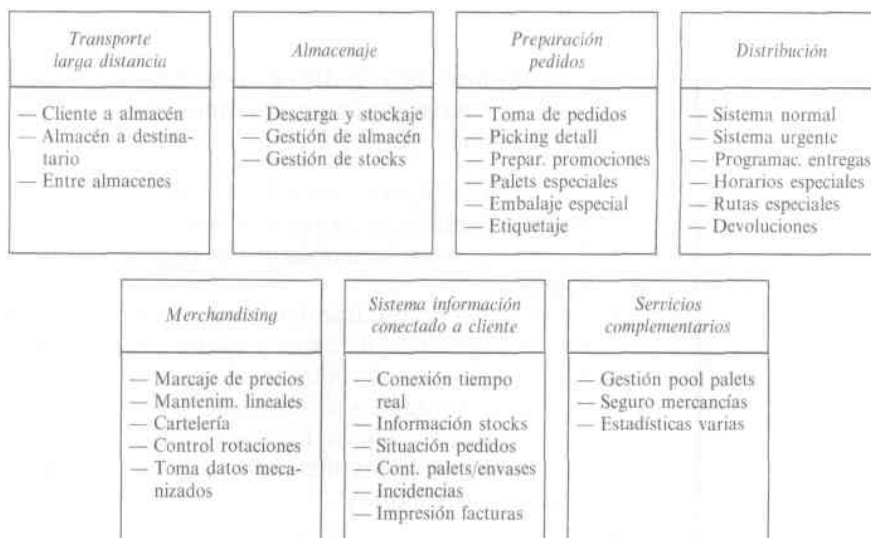 Transporte
larga distancia
— Cliente a almacén
— Almacén a destina-
tario
— Entre almacenes
Almacenaje
— Descarga y stockaje
— Gestión de almacén
— Gestión de stocks
Preparación
pedidos
— Toma de pedidos
— Picking detall
— Prepar. promociones
— Palets especiales
— Embalaje especial
— Etiquetaje
Distribución
— Sistema normal
— Sistema urgente
— Programac. entregas
— Horarios especiales
— Rutas especiales
— Devoluciones
Merchandising
— Marcaje de precios
— Mantenim. lineales
— Cartelería
— Control rotaciones
— Toma datos meca-
nizados
Sistema información
conectado a cliente
— Conexión tiempo
real
— Información stocks
— Situación pedidos
— Cont. palets/envases
— Incidencias
— Impresión facturas
Servicios
complementarios
— Gestión pool palets
— Seguro mercancías
— Estadísticas varias